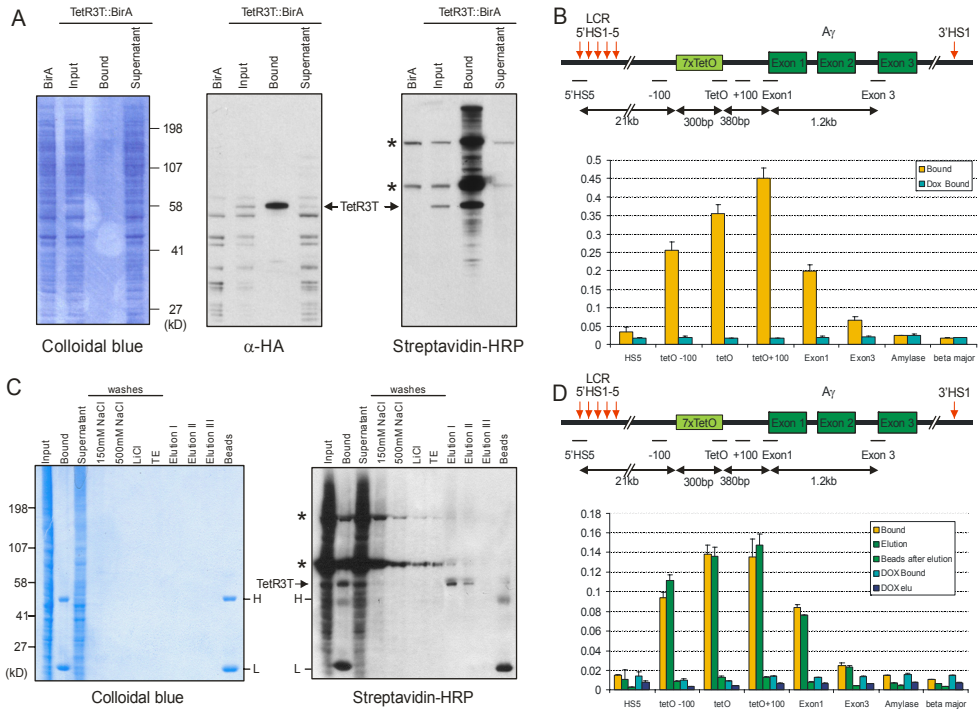 A
TetR3T::BirA
BirA
Input
Bound
Supernatant
198
107
58
41
27
(kD)
Colloidal blue
TetR3T::BirA
BirA
Input
Bound
Supernatant
TetR3T
α-HA
TetR3T::BirA
BirA
Input
Bound
Supernatant
*
*
Streptavidin-HRP
B
LCR
5'HS1-5
Aγ
3'HS1
7xTetO
Exon 1
Exon 2
Exon 3
5'HS5
-100
TetO
+100
Exon1
Exon 3
21kb
300bp
380bp
1.2kb
0.5
0.45
0.4
0.35
0.3
0.25
0.2
0.15
0.1
0.05
0
Bound
Dox Bound
HS5
tetO -100
tetO
tetO+100
Exon1
Exon3
Amylase
beta major
C
washes
Input
Bound
Supernatant
150mM NaCl
500mM NaCl
LiCl
TE
Elution I
Elution II
Elution III
Beads
198
107
58
41
27
(kD)
H
L
Colloidal blue
washes
Input
Bound
Supernatant
150mM NaCl
500mM NaCl
LiCl
TE
Elution I
Elution II
Elution III
Beads
*
*
TetR3T
H
L
Streptavidin-HRP
D
LCR
5'HS1-5
Aγ
3'HS1
7xTetO
Exon 1
Exon 2
Exon 3
5'HS5
-100
TetO
+100
Exon1
Exon 3
21kb
300bp
380bp
1.2kb
0.18
0.16
0.14
0.12
0.1
0.08
0.06
0.04
0.02
0
Bound
Elution
Beads after elution
DOX Bound
DOX elu
HS5
tetO -100
tetO
tetO+100
Exon1
Exon3
Amylase
beta major